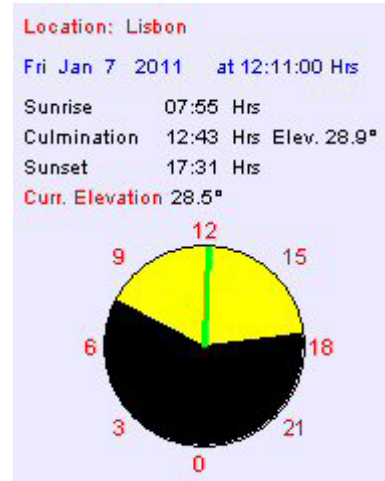 Location: Lisbon
Fri Jan 7 2011 at 12:11:00 Hrs
Sunrise 07:55 Hrs
Culmination 12:43 Hrs Elev. 28.9°
Sunset 17:31 Hrs
Curr. Elevation 28.5°
12
9 15
6 18
3 21
0